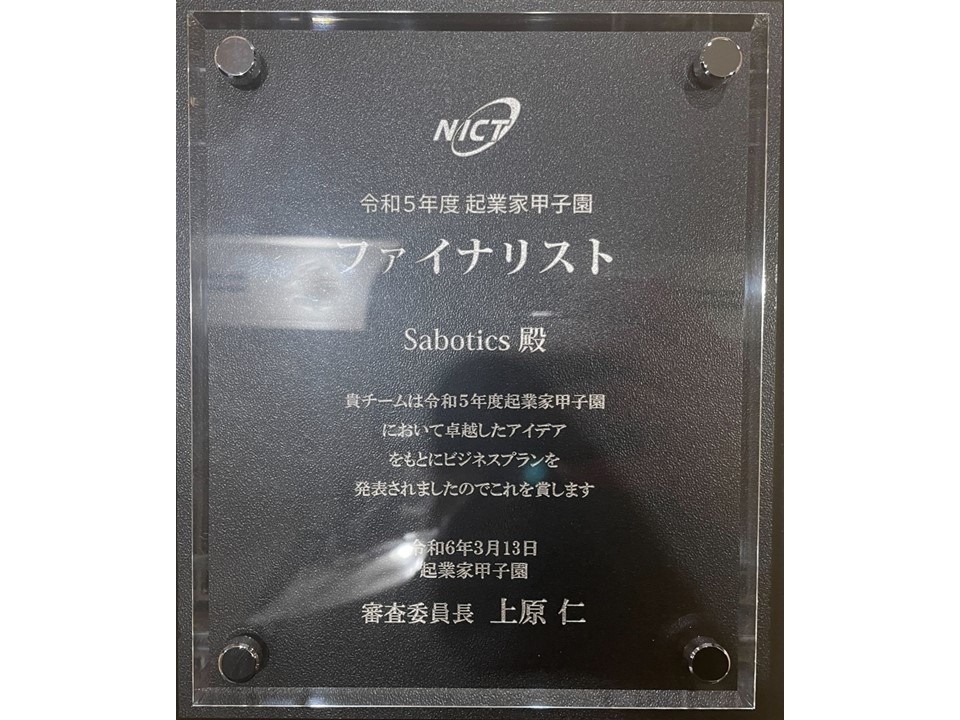 NICT
令和5年度 起業家甲子園
ファイナリスト
Sabotics 殿
貴チームは令和5年度起業家甲子園
において卓越したアイデア
をもとにビジネスプランを
発表されましたのでこれを賞します
令和6年3月13日
起業家甲子園
審査委員長 上原 仁